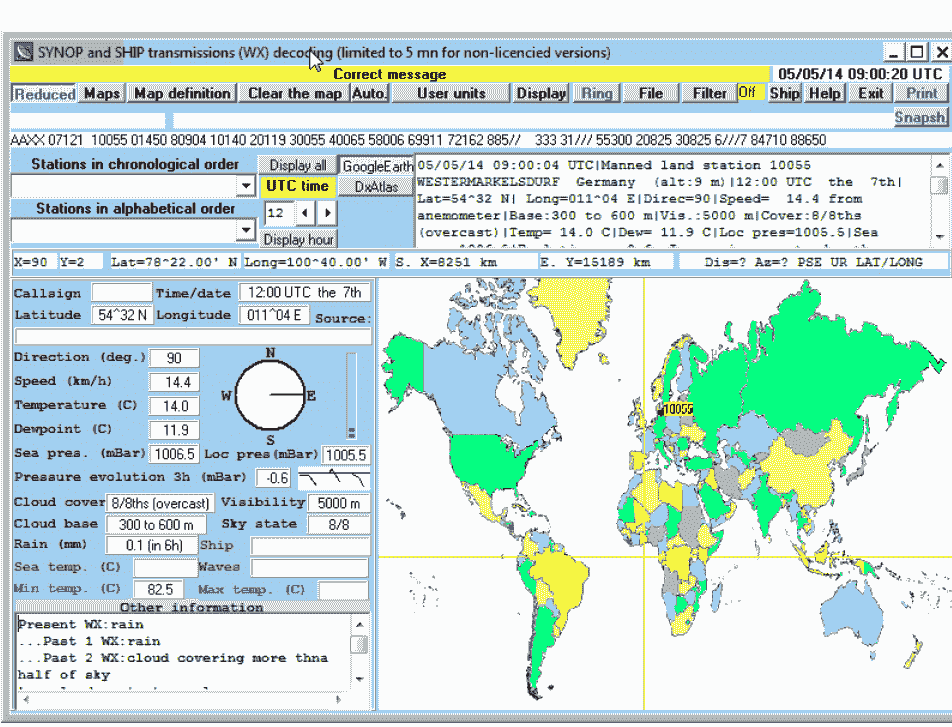 SYNOP and SHIP transmissions (WX) decoding (limited to 5 mn for non-licencied versions)
Correct message
05/05/14 09:00:20 UTC
Reduced Maps Map definition Clear the map Auto. User units Display Ring File Filter Off Ship Help Exit Print
Snapsh.
AAXX 07121 10055 01450 80904 10140 20119 30055 40065 58006 69911 72162 885// 333 31/// 55300 20825 30825 6///7 84710 88650
Stations in chronological order
Display all
GoogleEarth
UTC time
DxAtlas
Stations in alphabetical order
12
Display hour
05/05/14 09:00:04 UTC|Manned land station 10055
WESTERMARKELSDURF Germany (alt:9 m)|12:00 UTC the 7th|
Lat=54^32 N| Long=011^04 E|Direc=90|Speed= 14.4 from
anemometer|Base:300 to 600 m|Vis.:5000 m|Cover:8/8ths
(overcast)|Temp= 14.0 C|Dew= 11.9 C|Loc pres=1005.5|Sea
X=90 Y=2 Lat=78^22.00' N Long=100^40.00' W S. X=8251 km E. Y=15189 km Dis=? Az=? PSE UR LAT/LONG
Callsign Time/date 12:00 UTC the 7th
Latitude 54^32 N Longitude 011^04 E Source:
Direction (deg.) 90
Speed (km/h) 14.4
Temperature (C) 14.0
Dewpoint (C) 11.9
N
W
E
S
Sea pres. (mBar) 1006.5 Loc pres(mBar) 1005.5
Pressure evolution 3h (mBar) -0.6
Cloud cover 8/8ths (overcast) Visibility 5000 m
Cloud base 300 to 600 m Sky state 8/8
Rain (mm) 0.1 (in 6h) Ship
Sea temp. (C) Waves
Min temp. (C) 82.5 Max temp. (C)
Other information
Present WX:rain
...Past 1 WX:rain
...Past 2 WX:cloud covering more thna
half of sky
10055